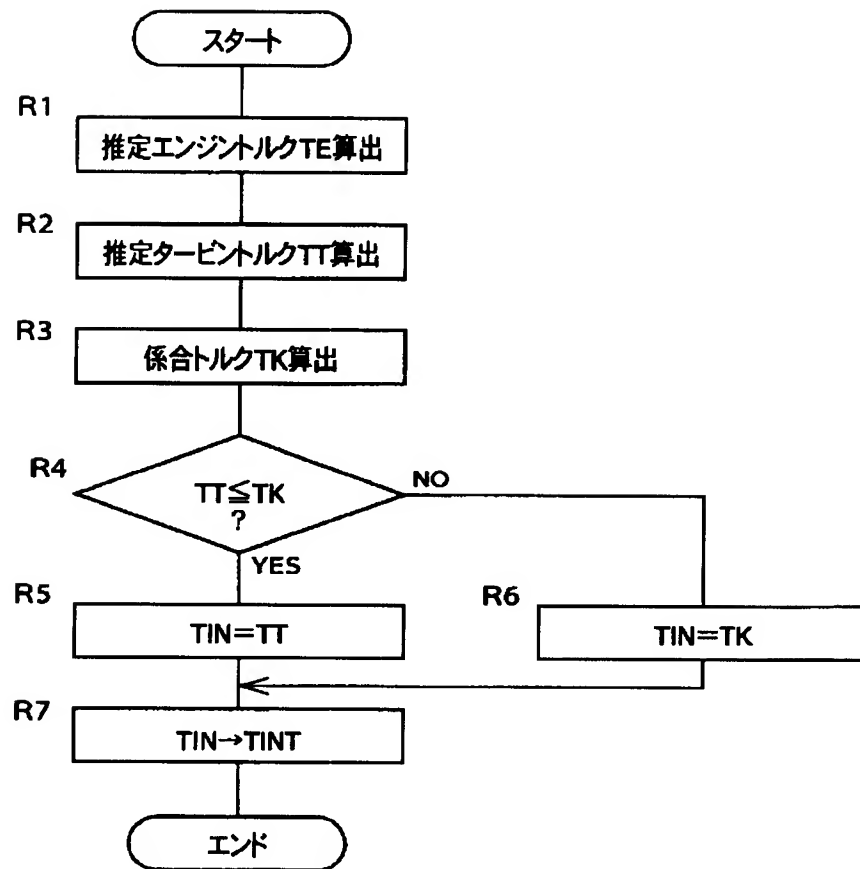 スタート
R1
推定エンジントルクTE算出
R2
推定タービントルクTT算出
R3
係合トルクTK算出
R4
TT≦TK
?
NO
YES
R5
TIN=TT
R6
TIN=TK
R7
TIN→TINT
エンド